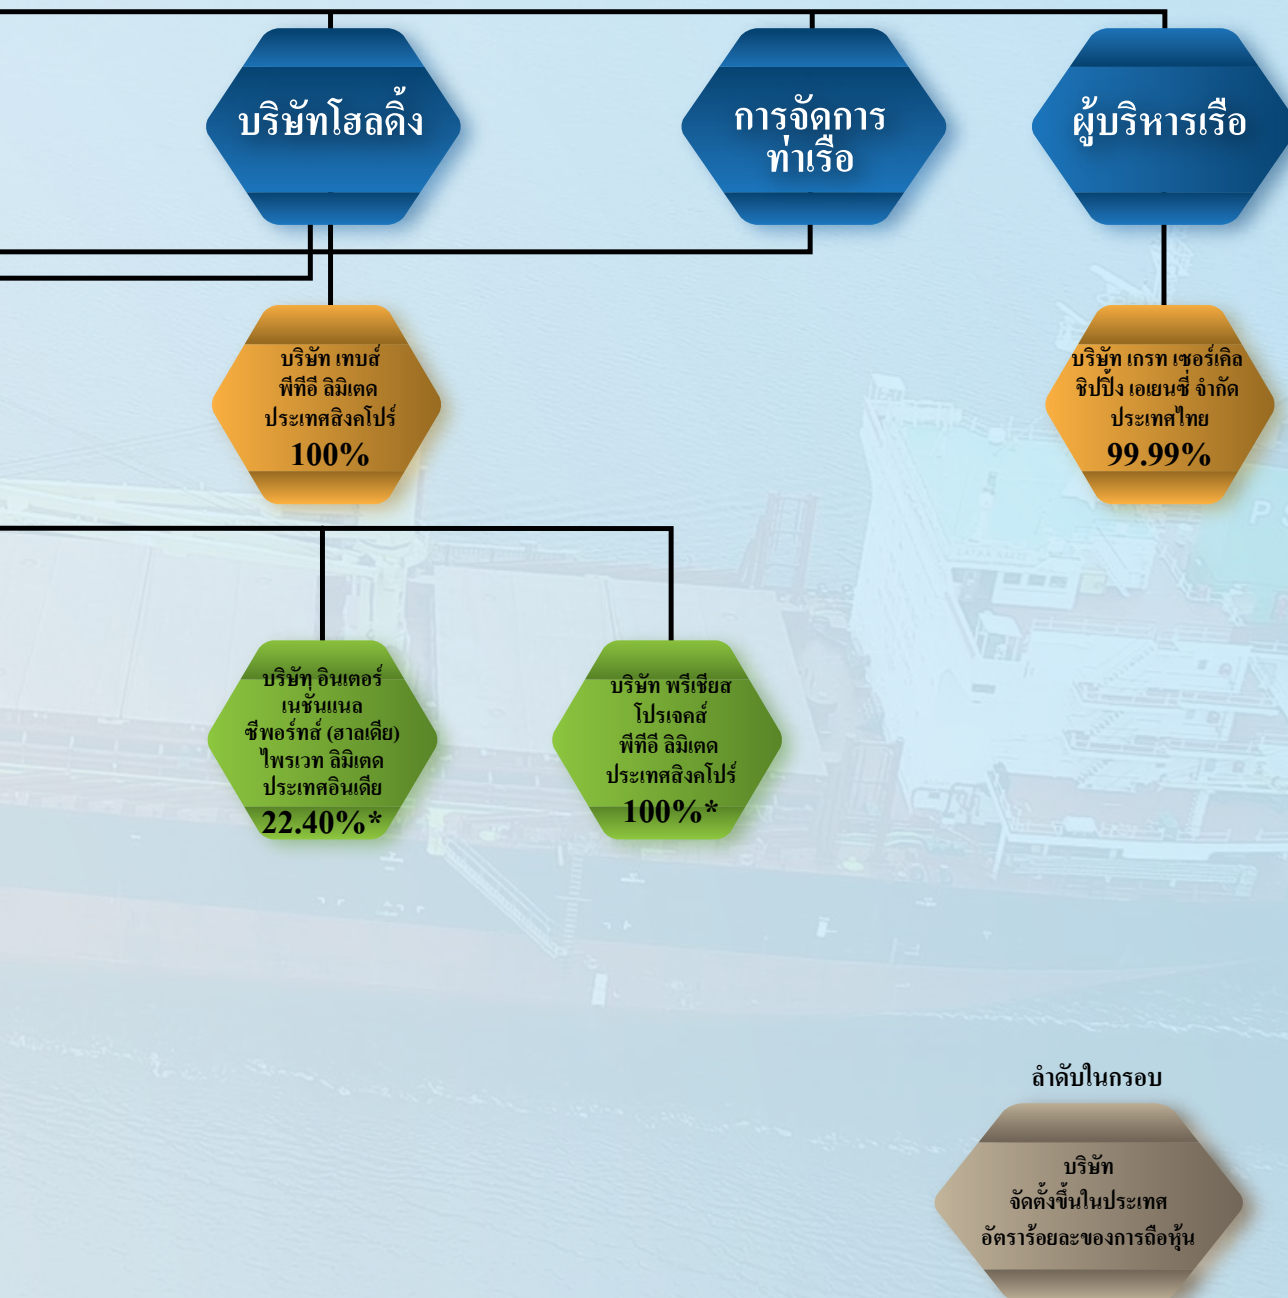 บริษัทโฮลดิ้ง
การจัดการ
ท่าเรือ
ผู้บริหารเรือ
บริษัท เทบส์
พีทีอี ลิมิเตด
ประเทศสิงคโปร์
100%
บริษัท เกรท เซอร์เคิล
ชิปปิ้ง เอเยนซี่ จำกัด
ประเทศไทย
99.99%
บริษัท อินเตอร์
เนชั่นแนล
ซีพอร์ทส์ (ฮาลเดีย)
ไพรเวท ลิมิเตด
ประเทศอินเดีย
22.40%*
บริษัท พรีเชียส
โปรเจคส์
พีทีอี ลิมิเตด
ประเทศสิงคโปร์
100%*
ลำดับในกรอบ
บริษัท
จัดตั้งขึ้นในประเทศ
อัตราร้อยละของการถือหุ้น